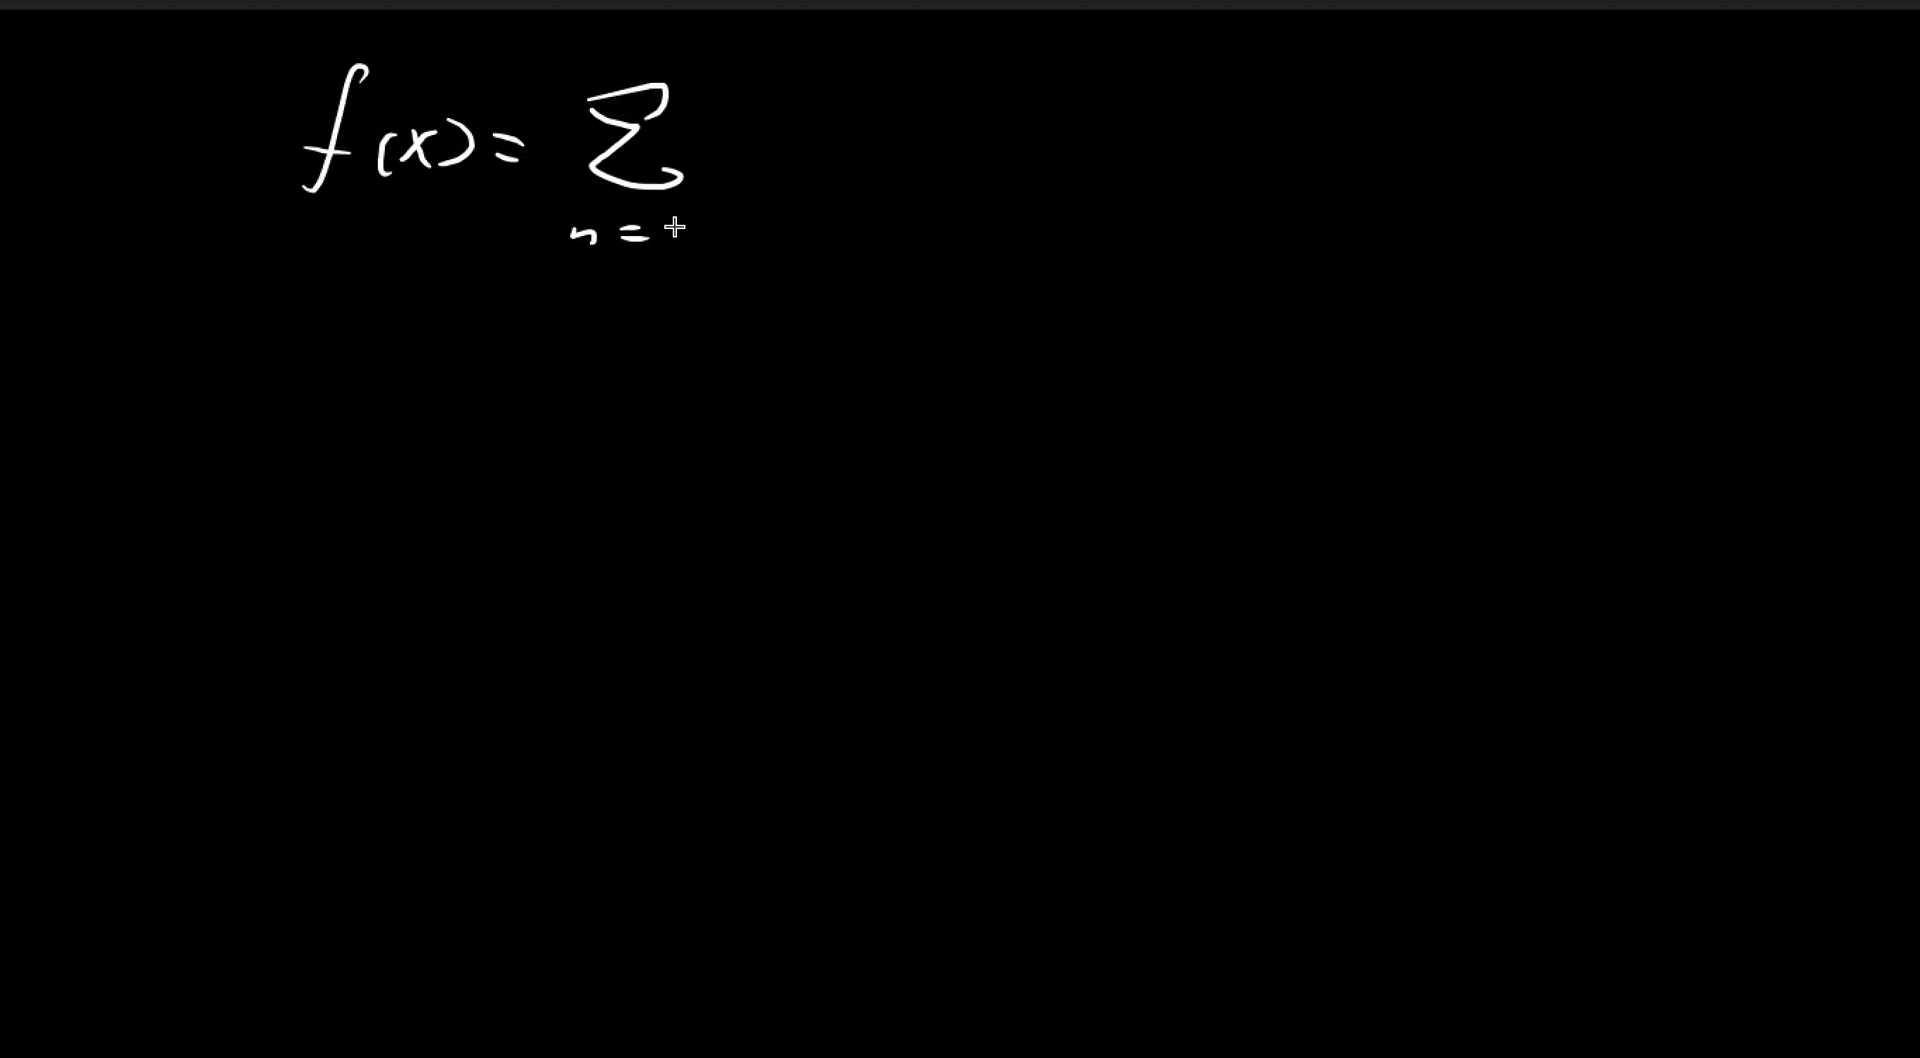 f(x) = Σ
n =